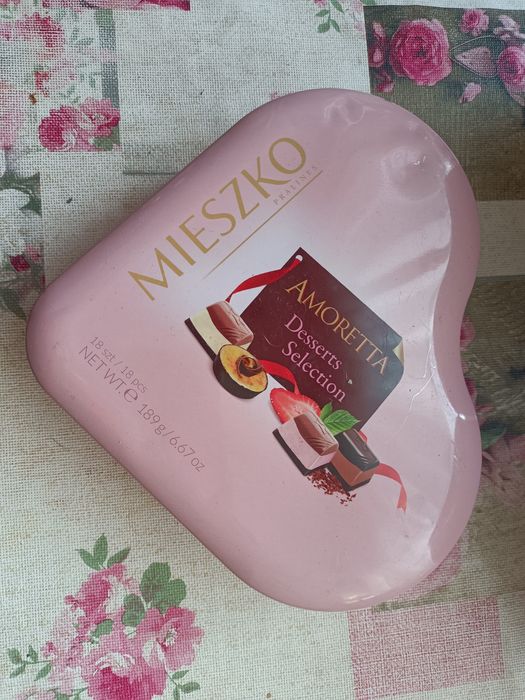 MIESZKO
PRALINES
AMORETTA
Desserts
Selection
18 szt / 18 pcs
NET WT. ℮ 189 g / 6.67 oz